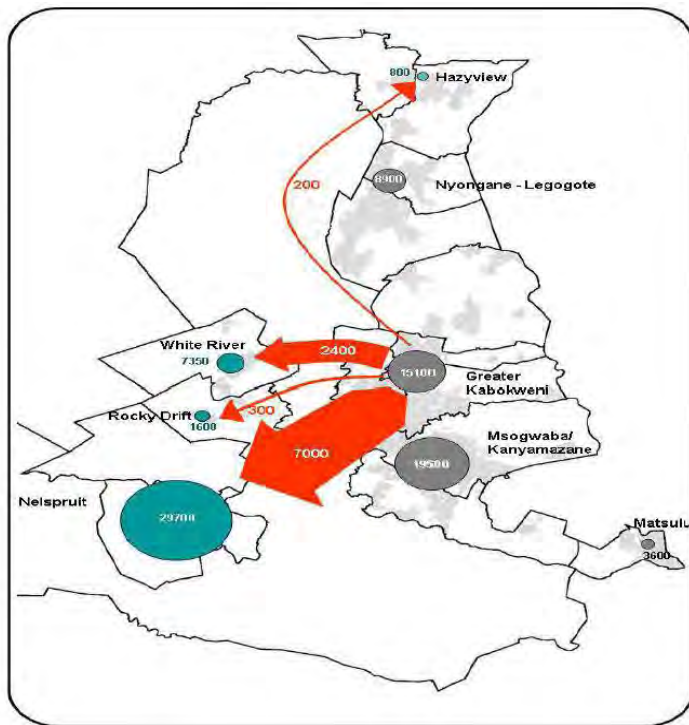 800
Hazyview
200
8900
Nyongane - Legogote
White River
7350
2400
15100
Greater
Kabokweni
Rocky Drift
1600
300
7000
Msogwaba/
Kanyamazane
19500
Nelspruit
29700
Matsulu
3600